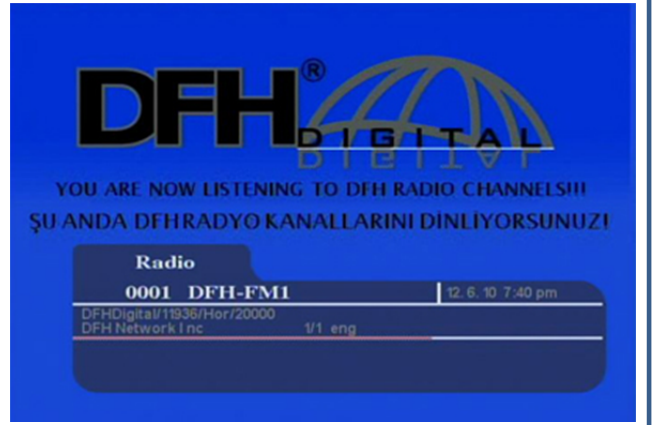 DFH®
DIGITAL
YOU ARE NOW LISTENING TO DFH RADIO CHANNELS!!!
ŞU ANDA DFH RADYO KANALLARINI DİNLİYORSUNUZ!
Radio
0001 DFH-FM1 12. 6. 10 7:40 pm
DFHDigital/11936/Hor/20000
DFH Network Inc 1/1 eng